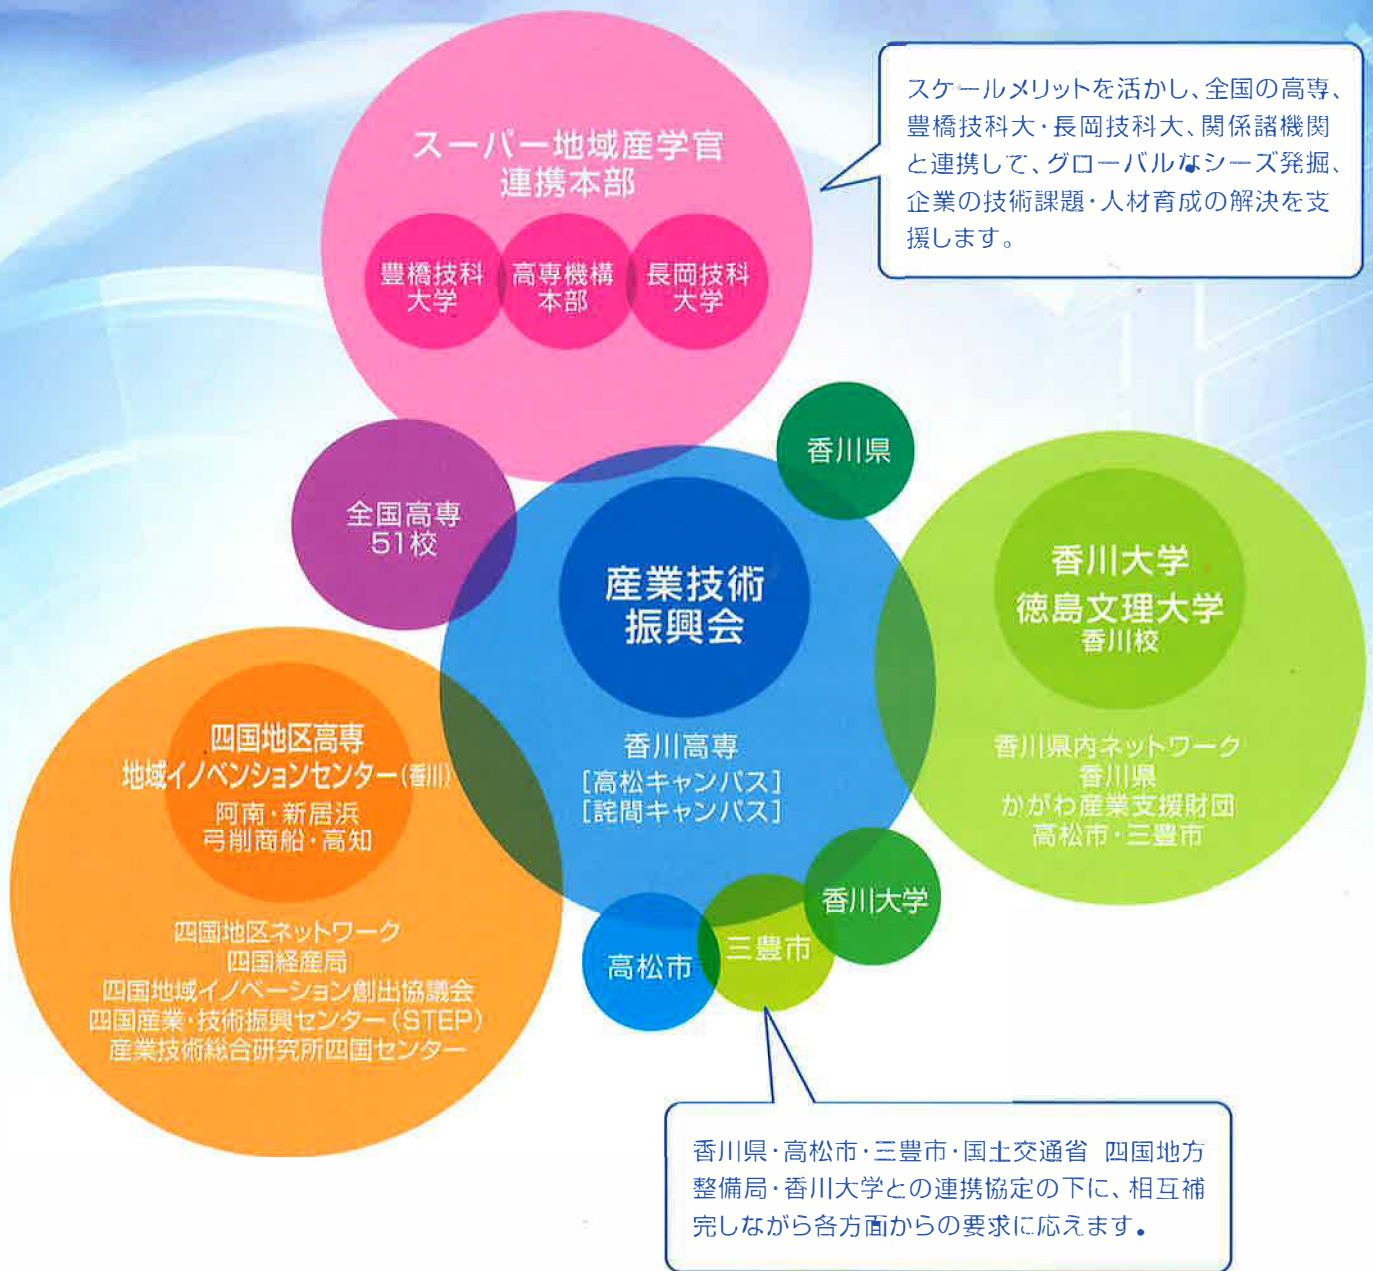 スーパー地域産学官
連携本部
豊橋技科
大学
高専機構
本部
長岡技科
大学
スケールメリットを活かし、全国の高専、
豊橋技科大・長岡技科大、関係諸機関
と連携して、グローバルなシーズ発掘、
企業の技術課題・人材育成の解決を支
援します。
香川県
全国高専
51校
産業技術
振興会
香川高専
[高松キャンパス]
[詫間キャンパス]
香川大学
徳島文理大学
香川校
香川県内ネットワーク
香川県
かがわ産業支援財団
高松市・三豊市
四国地区高専
地域イノベンションセンター(香川)
阿南・新居浜
弓削商船・高知
四国地区ネットワーク
四国経産局
四国地域イノベーション創出協議会
四国産業・技術振興センター(STEP)
産業技術総合研究所四国センター
高松市
三豊市
香川大学
香川県・高松市・三豊市・国土交通省 四国地方
整備局・香川大学との連携協定の下に、相互補
完しながら各方面からの要求に応えます。